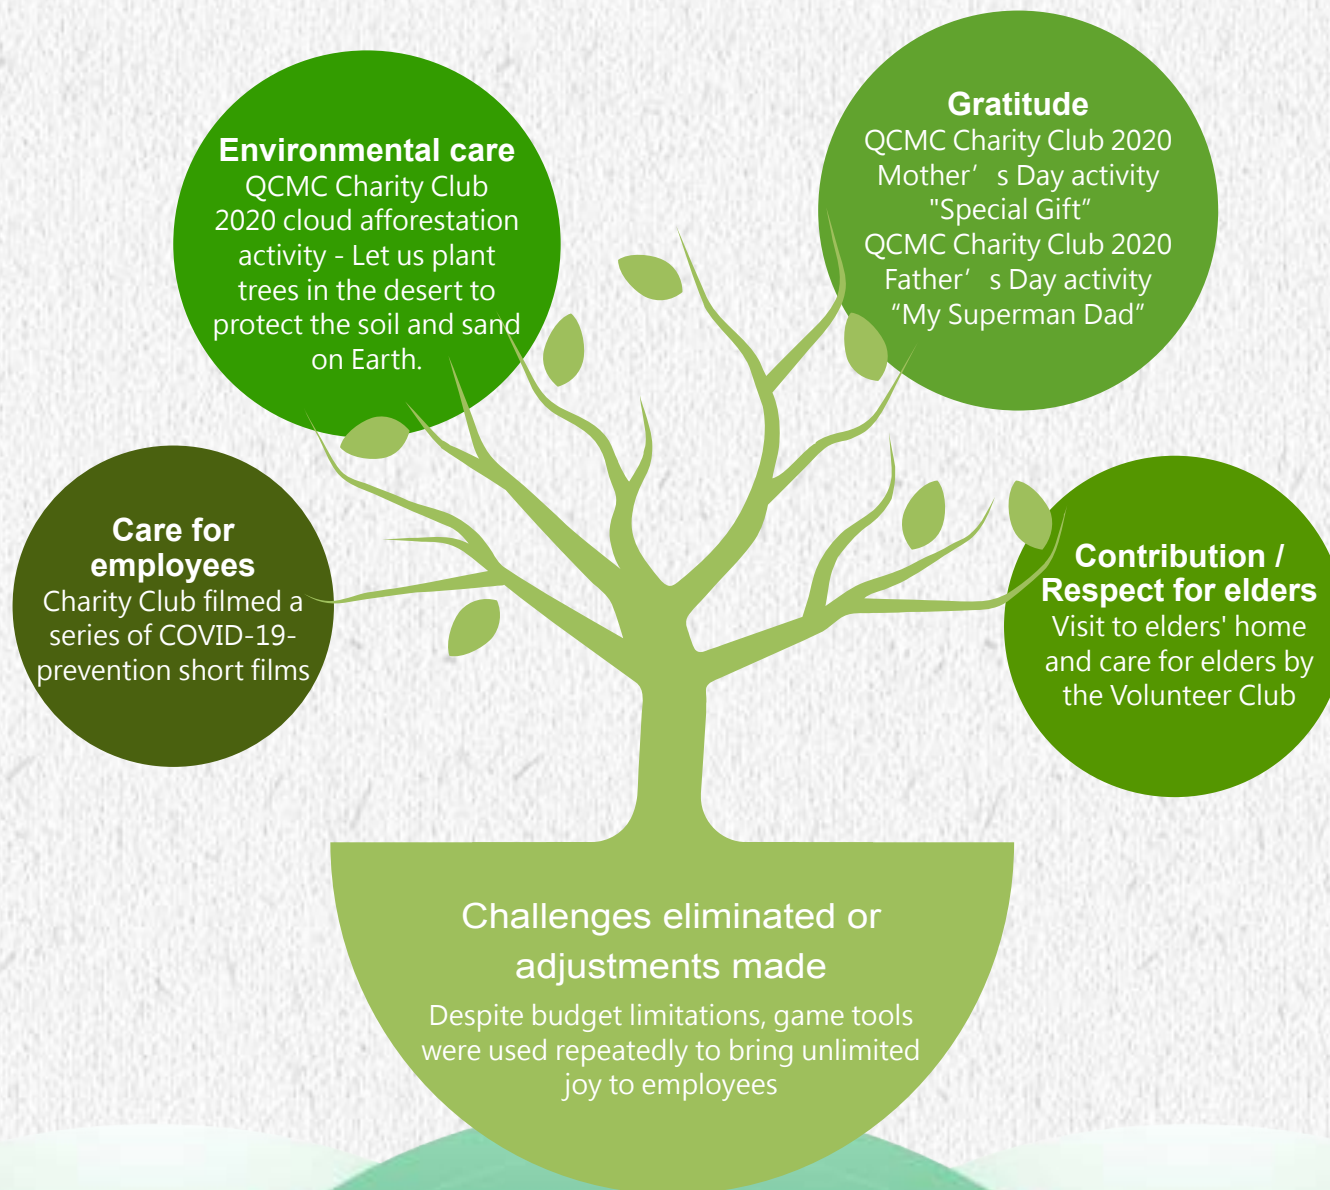 Environmental care
QCMC Charity Club
2020 cloud afforestation
activity - Let us plant
trees in the desert to
protect the soil and sand
on Earth.
Gratitude
QCMC Charity Club 2020
Mother’ s Day activity
"Special Gift”
QCMC Charity Club 2020
Father’ s Day activity
“My Superman Dad”
Care for
employees
Charity Club filmed a
series of COVID-19-
prevention short films
Contribution /
Respect for elders
Visit to elders' home
and care for elders by
the Volunteer Club
Challenges eliminated or
adjustments made
Despite budget limitations, game tools
were used repeatedly to bring unlimited
joy to employees